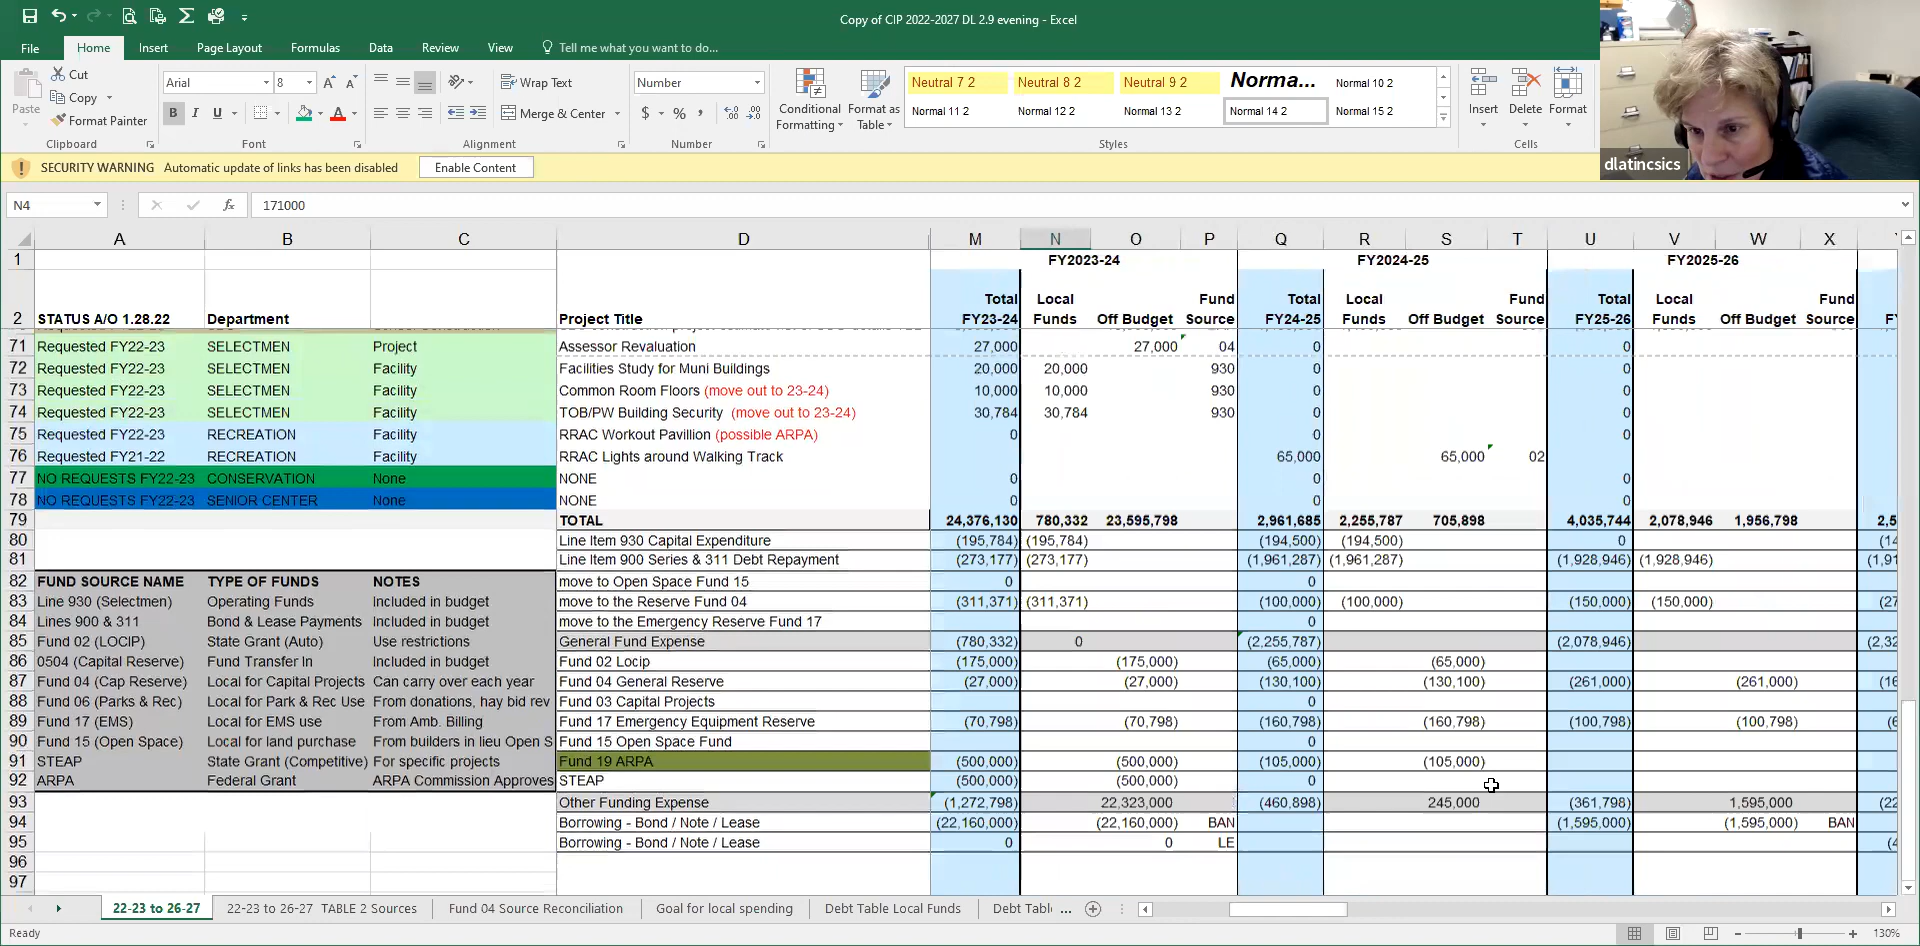 Copy of CIP 2022-2027 DL 2.9 evening - Excel
File Home Insert Page Layout Formulas Data Review View Tell me what you want to do...
Cut
Copy
Format Painter
Paste
Clipboard
Arial 8
B I U
Font
Wrap Text
Merge & Center
Alignment
Number
$ %
Number
Conditional Formatting
Format as Table
Neutral 7 2 Neutral 8 2 Neutral 9 2 Norma... Normal 10 2
Normal 11 2 Normal 12 2 Normal 13 2 Normal 14 2 Normal 15 2
Styles
Insert Delete Format
Cells
dlatincsics
SECURITY WARNING Automatic update of links has been disabled Enable Content
N4 fx 171000
A B C D M N O P Q R S T U V W X
1 FY2023-24 FY2024-25 FY2025-26
Total Local Fund Total Local Fund Total Local Fund
2 STATUS A/O 1.28.22 Department Project Title FY23-24 Funds Off Budget Source FY24-25 Funds Off Budget Source FY25-26 Funds Off Budget Source
71 Requested FY22-23 SELECTMEN Project Assessor Revaluation 27,000 27,000 04 0 0
72 Requested FY22-23 SELECTMEN Facility Facilities Study for Muni Buildings 20,000 20,000 930 0 0
73 Requested FY22-23 SELECTMEN Facility Common Room Floors (move out to 23-24) 10,000 10,000 930 0 0
74 Requested FY22-23 SELECTMEN Facility TOB/PW Building Security (move out to 23-24) 30,784 30,784 930 0 0
75 Requested FY22-23 RECREATION Facility RRAC Workout Pavillion (possible ARPA) 0 0 0
76 Requested FY21-22 RECREATION Facility RRAC Lights around Walking Track 65,000 65,000 02
77 NO REQUESTS FY22-23 CONSERVATION None NONE 0 0 0
78 NO REQUESTS FY22-23 SENIOR CENTER None NONE 0 0 0
79 TOTAL 24,376,130 780,332 23,595,798 2,961,685 2,255,787 705,898 4,035,744 2,078,946 1,956,798 2,5
80 Line Item 930 Capital Expenditure (195,784) (195,784) (194,500) (194,500) 0 (14
81 Line Item 900 Series & 311 Debt Repayment (273,177) (273,177) (1,961,287) (1,961,287) (1,928,946) (1,928,946) (1,91
82 FUND SOURCE NAME TYPE OF FUNDS NOTES move to Open Space Fund 15 0 0
83 Line 930 (Selectmen) Operating Funds Included in budget move to the Reserve Fund 04 (311,371) (311,371) (100,000) (100,000) (150,000) (150,000) (27
84 Lines 900 & 311 Bond & Lease Payments Included in budget move to the Emergency Reserve Fund 17 0
85 Fund 02 (LOCIP) State Grant (Auto) Use restrictions General Fund Expense (780,332) 0 (2,255,787) (2,078,946) (2,32
86 0504 (Capital Reserve) Fund Transfer In Included in budget Fund 02 Locip (175,000) (175,000) (65,000) (65,000)
87 Fund 04 (Cap Reserve) Local for Capital Projects Can carry over each year Fund 04 General Reserve (27,000) (27,000) (130,100) (130,100) (261,000) (261,000) (16
88 Fund 06 (Parks & Rec) Local for Park & Rec Use From donations, hay bid rev Fund 03 Capital Projects 0
89 Fund 17 (EMS) Local for EMS use From Amb. Billing Fund 17 Emergency Equipment Reserve (70,798) (70,798) (160,798) (160,798) (100,798) (100,798) (6
90 Fund 15 (Open Space) Local for land purchase From builders in lieu Open S Fund 15 Open Space Fund 0
91 STEAP State Grant (Competitive) For specific projects Fund 19 ARPA (500,000) (500,000) (105,000) (105,000)
92 ARPA Federal Grant ARPA Commission Approves STEAP (500,000) (500,000) 0
93 Other Funding Expense (1,272,798) 22,323,000 (460,898) 245,000 (361,798) 1,595,000 (22
94 Borrowing - Bond / Note / Lease (22,160,000) (22,160,000) BAN (1,595,000) (1,595,000) BAN
95 Borrowing - Bond / Note / Lease 0 0 LE (4
96
97
22-23 to 26-27 22-23 to 26-27 TABLE 2 Sources Fund 04 Source Reconciliation Goal for local spending Debt Table Local Funds Debt Tabl ...
Ready 130%